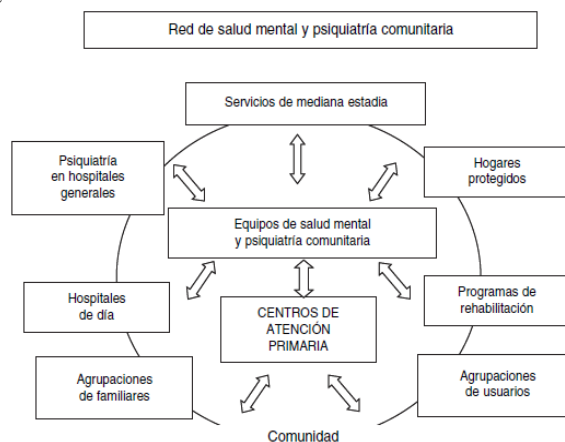 Red de salud mental y psiquiatría comunitaria
Servicios de mediana estadia
Psiquiatría
en hospitales
generales
Hogares
protegidos
Equipos de salud mental
y psiquiatría comunitaria
Hospitales
de día
CENTROS DE
ATENCIÓN
PRIMARIA
Programas de
rehabilitación
Agrupaciones
de familiares
Agrupaciones
de usuarios
Comunidad